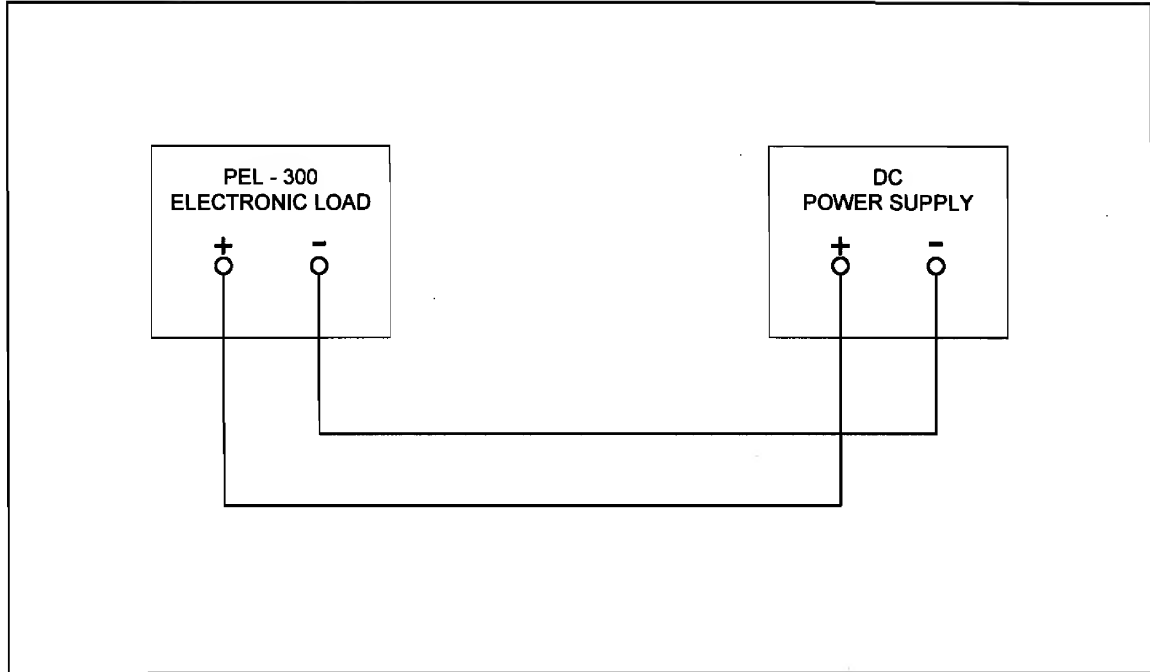 PEL - 300
ELECTRONIC LOAD
+ -
DC
POWER SUPPLY
+ -